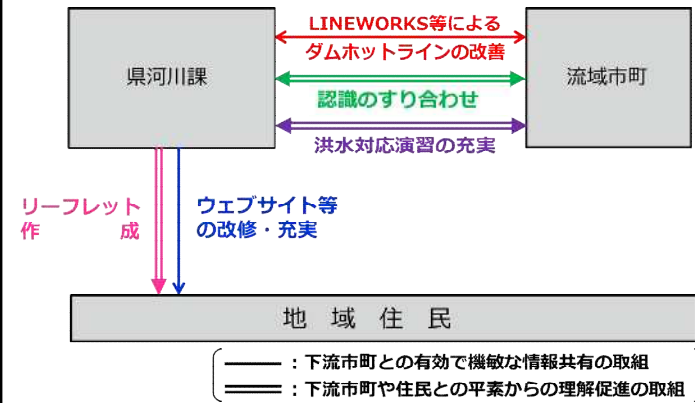 LINEWORKS等による
ダムホットラインの改善
県河川課
流域市町
認識のすり合わせ
洪水対応演習の充実
リーフレット
作成
ウェブサイト等
の改修・充実
地域住民
：下流市町との有効で機敏な情報共有の取組
：下流市町や住民との平素からの理解促進の取組